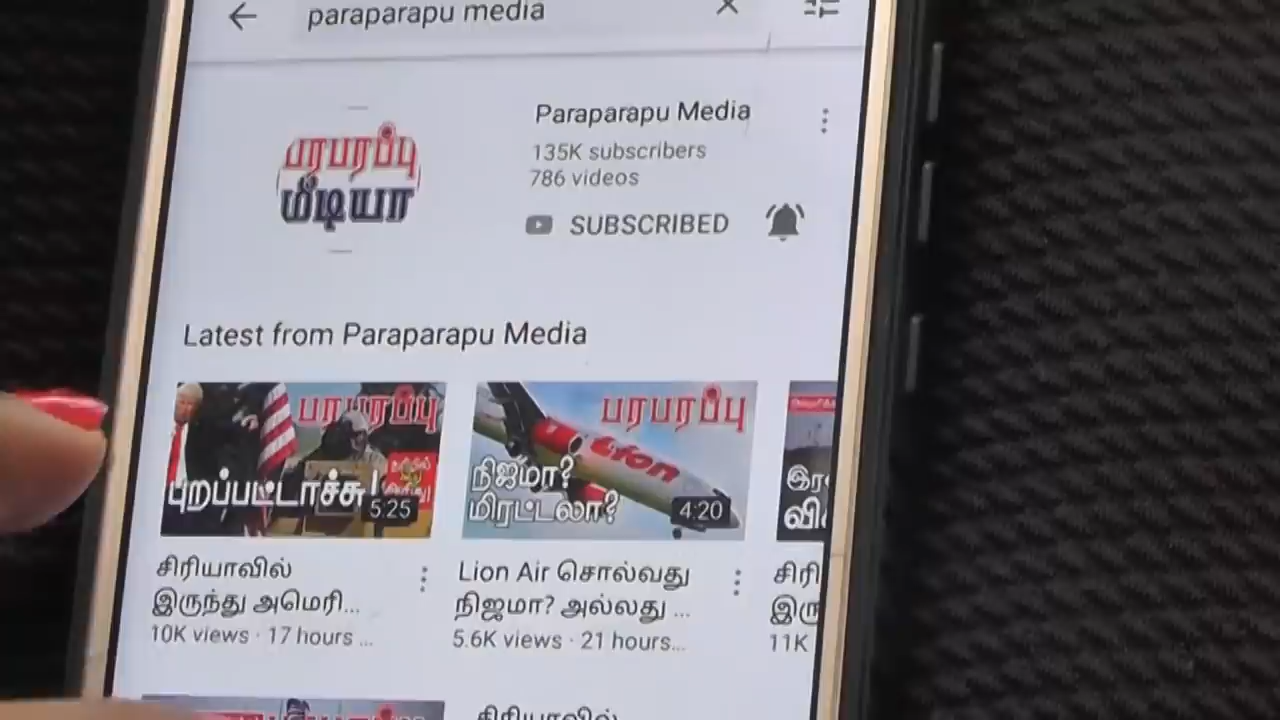 paraparapu media
பரபரப்பு
மீடியா
Paraparapu Media
135K subscribers
786 videos
SUBSCRIBED
Latest from Paraparapu Media
பரபரப்பு
புறப்பட்டாச்சு!
5:25
சிரியாவில்
இருந்து அமெரி...
10K views · 17 hours ...
பரபரப்பு
Lion
நிஜமா?
மிரட்டலா?
4:20
Lion Air சொல்வது
நிஜமா? அல்லது ...
5.6K views · 21 hours...
இர
வி
சிரி
இரு
11K
சிரியாவில்